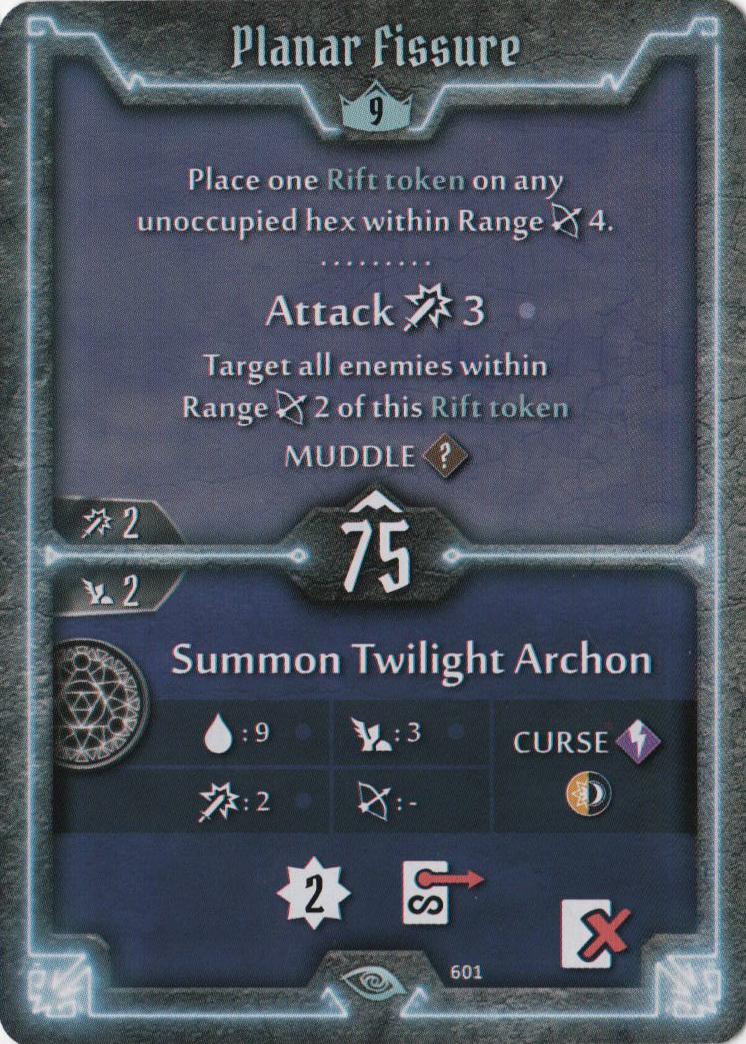 Planar Fissure
9
Place one Rift token on any
unoccupied hex within Range 4.
.........
Attack 3
Target all enemies within
Range 2 of this Rift token
MUDDLE ?
2
75
2
Summon Twilight Archon
: 9
: 3
CURSE
: 2
: -
2
601